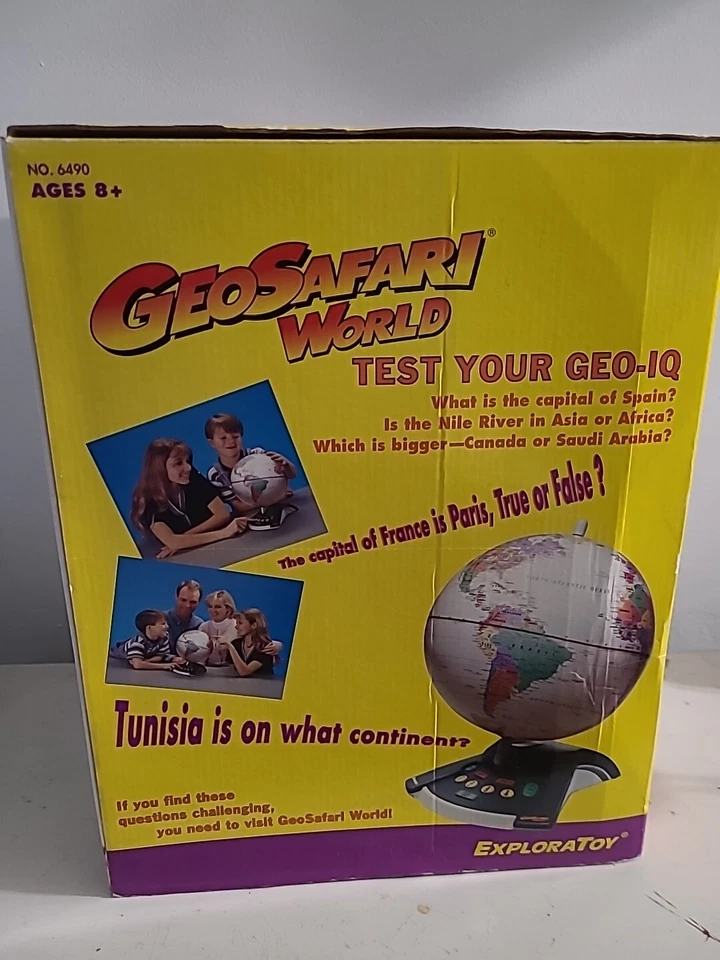 NO. 6490
AGES 8+
GEOSAFARI®
WORLD
TEST YOUR GEO-IQ
What is the capital of Spain?
Is the Nile River in Asia or Africa?
Which is bigger—Canada or Saudi Arabia?
The capital of France is Paris, True or False?
Tunisia is on what continent?
If you find these
questions challenging,
you need to visit GeoSafari World!
EXPLORATOY®